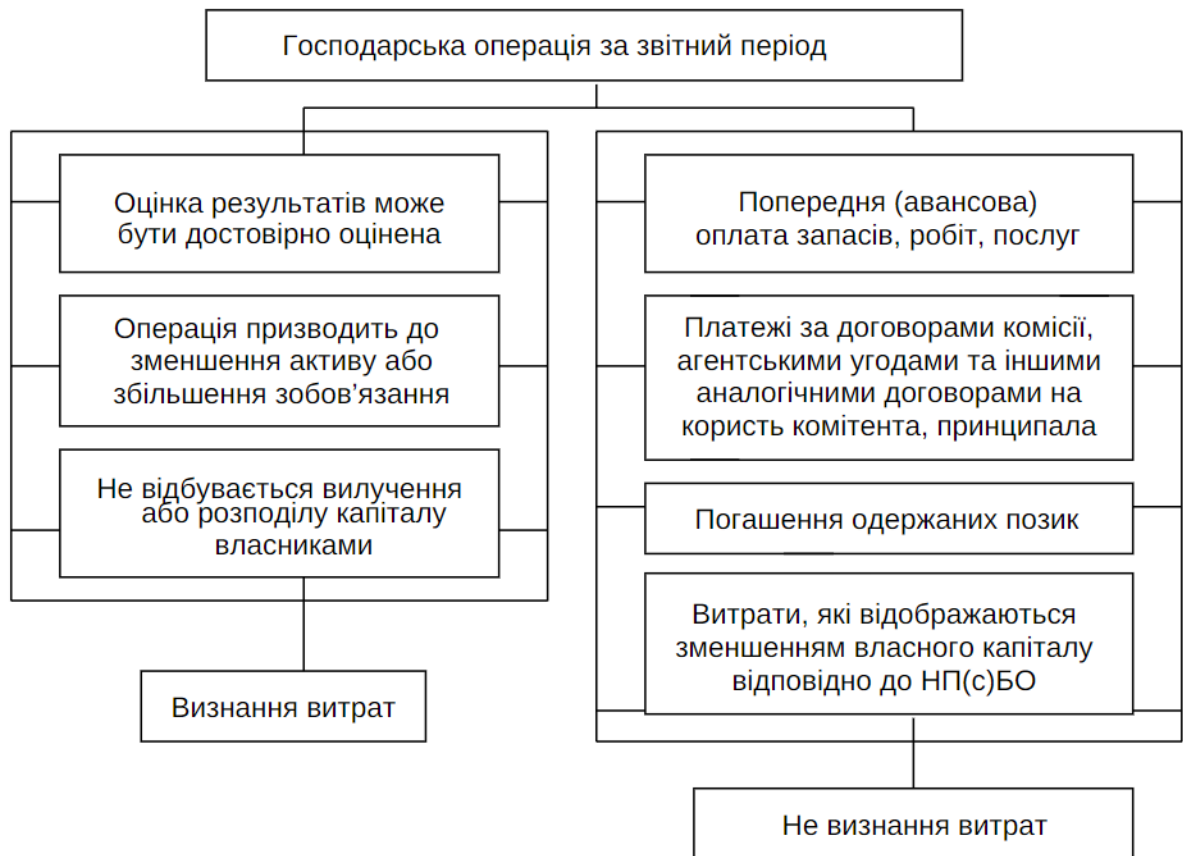 Господарська операція за звітний період
Оцінка результатів може
бути достовірно оцінена
Операція призводить до
зменшення активу або
збільшення зобов’язання
Не відбувається вилучення
або розподілу капіталу
власниками
Визнання витрат
Попередня (авансова)
оплата запасів, робіт, послуг
Платежі за договорами комісії,
агентськими угодами та іншими
аналогічними договорами на
користь комітента, принципала
Погашення одержаних позик
Витрати, які відображаються
зменшенням власного капіталу
відповідно до НП(с)БО
Не визнання витрат